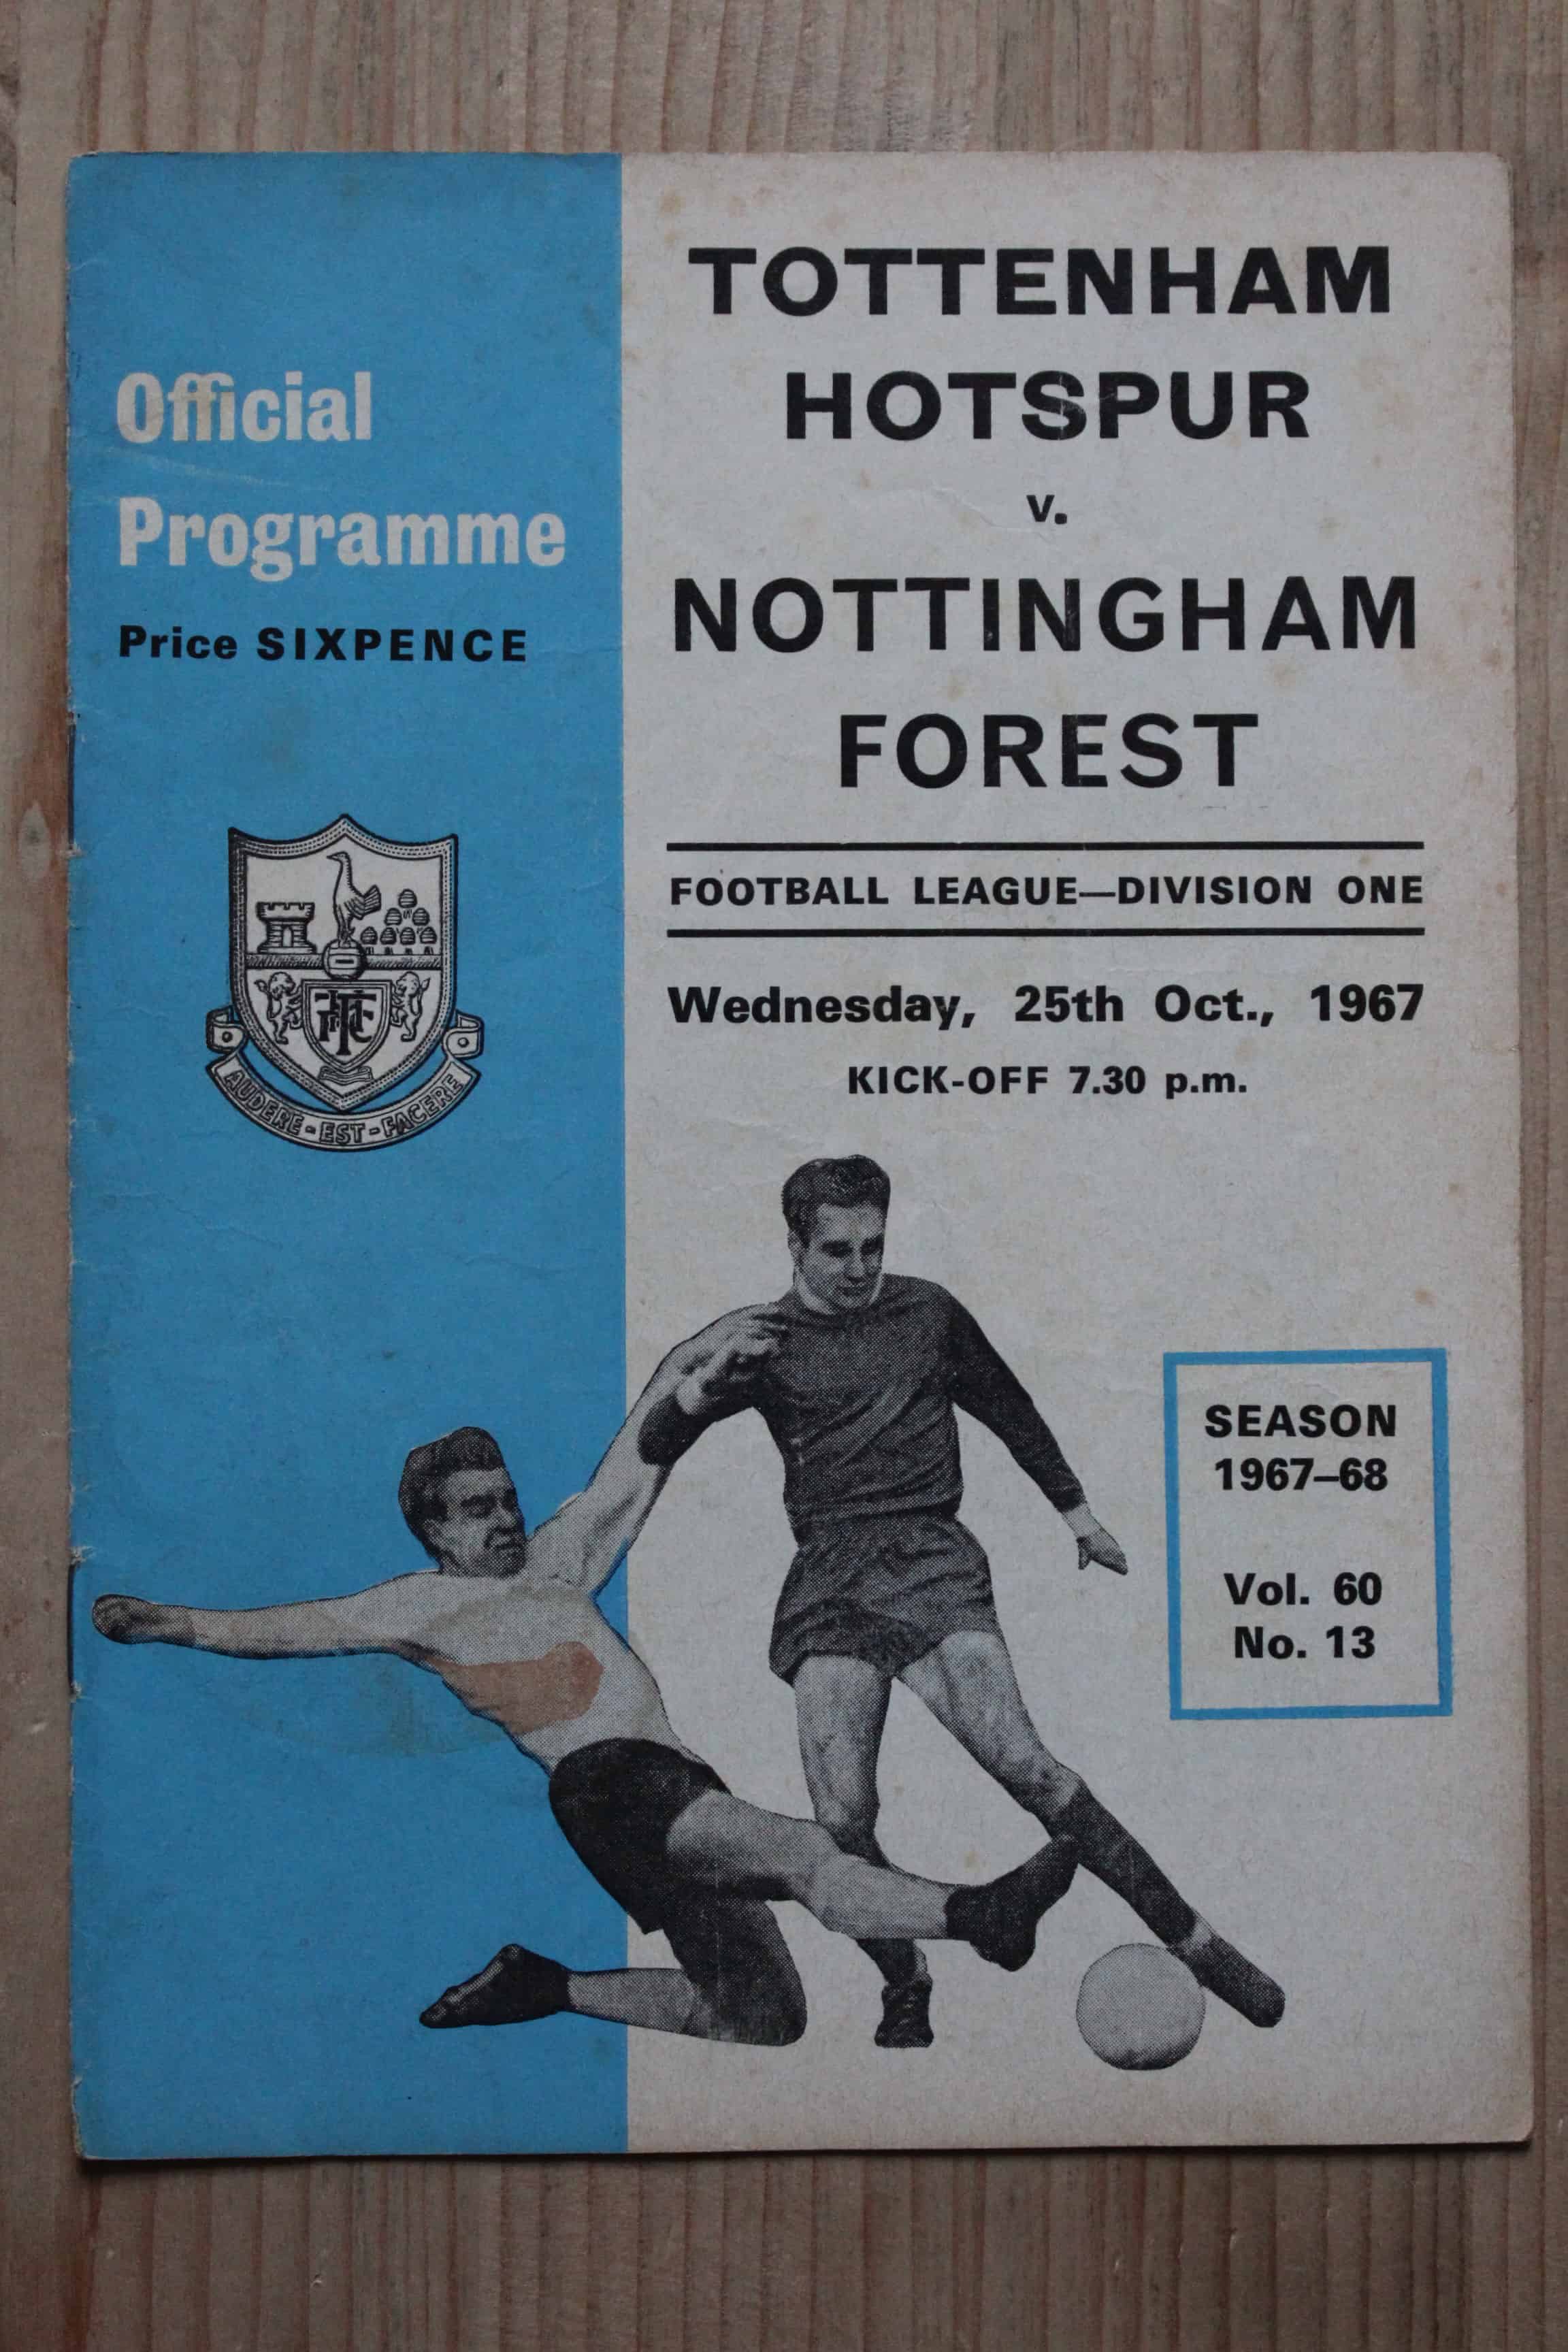 Official
Programme
Price SIXPENCE
AUDERE - EST - FACERE
TOTTENHAM
HOTSPUR
v.
NOTTINGHAM
FOREST
FOOTBALL LEAGUE—DIVISION ONE
Wednesday, 25th Oct., 1967
KICK-OFF 7.30 p.m.
SEASON
1967–68
Vol. 60
No. 13